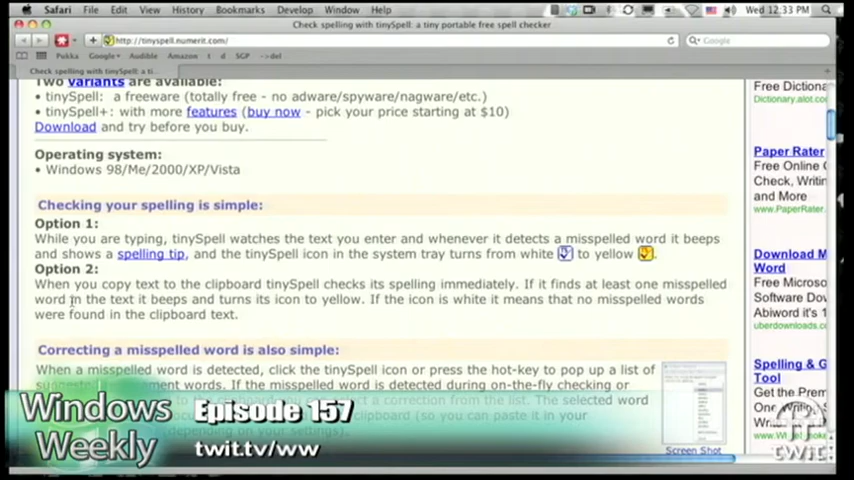 Safari File Edit View History Bookmarks Develop Window Help Wed 12:33 PM
Check spelling with tinySpell: a tiny portable free spell checker
http://tinyspell.numerit.com/ Google
Pukka Google Audible Amazon t d SGP ->del
Check spelling with tinySpell: a ti...
Two variants are available:
• tinySpell: a freeware (totally free - no adware/spyware/nagware/etc.)
• tinySpell+: with more features (buy now - pick your price starting at $10)
Download and try before you buy.
Operating system:
• Windows 98/Me/2000/XP/Vista
Checking your spelling is simple:
Option 1:
While you are typing, tinySpell watches the text you enter and whenever it detects a misspelled word it beeps
and shows a spelling tip, and the tinySpell icon in the system tray turns from white to yellow.
Option 2:
When you copy text to the clipboard tinySpell checks its spelling immediately. If it finds at least one misspelled
word in the text it beeps and turns its icon to yellow. If the icon is white it means that no misspelled words
were found in the clipboard text.
Correcting a misspelled word is also simple:
When a misspelled word is detected, click the tinySpell icon or press the hot-key to pop up a list of
suggested replacement words. If the misspelled word is detected during on-the-fly checking or
a correction from the list. The selected word
clipboard (so you can paste it in your
depending on your settings).
Screen Shot
Free Dictiona
Dictionary.alot.co
Paper Rater
Free Online
Check, Writin
and More
www.PaperRater.
Download M
Word
Free Microso
Software Dow
Abiword it's 1
uberdownloads.c
Spelling & G
Tool
Get the Prem
Windows
Weekly
Episode 157
twit.tv/ww
twit